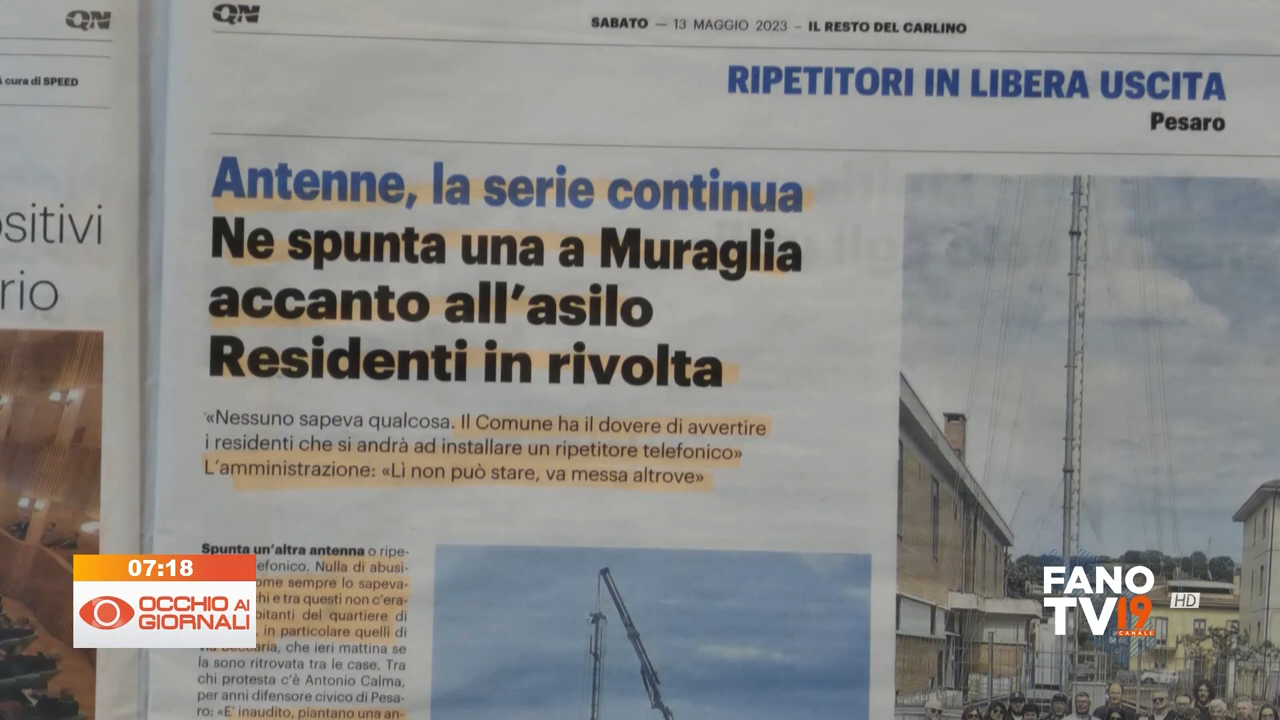 QN
A cura di SPEED
QN
SABATO — 13 MAGGIO 2023 – IL RESTO DEL CARLINO
RIPETITORI IN LIBERA USCITA
Pesaro
Antenne, la serie continua
Ne spunta una a Muraglia
accanto all'asilo
Residenti in rivolta
«Nessuno sapeva qualcosa. Il Comune ha il dovere di avvertire
i residenti che si andrà ad installare un ripetitore telefonico»
L'amministrazione: «Lì non può stare, va messa altrove»
Spunta un'altra antenna o ripe-
efonico. Nulla di abusi-
ome sempre lo sapeva-
chi e tra questi non c'era-
bitanti del quartiere di
, in particolare quelli di
che ieri mattina se
la sono ritrovata tra le case. Tra
chi protesta c'è Antonio Calma,
per anni difensore civico di Pesa-
ro: «E' inaudito, piantano una an-
ositivi
rio
07:18
OCCHIO AI
GIORNALI
FANO
TV19
CANALE
HD